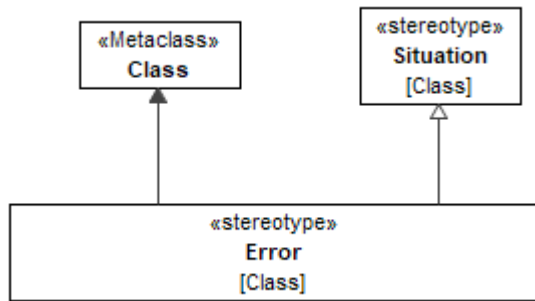 «Metaclass»
Class
«stereotype»
Situation
[Class]
«stereotype»
Error
[Class]